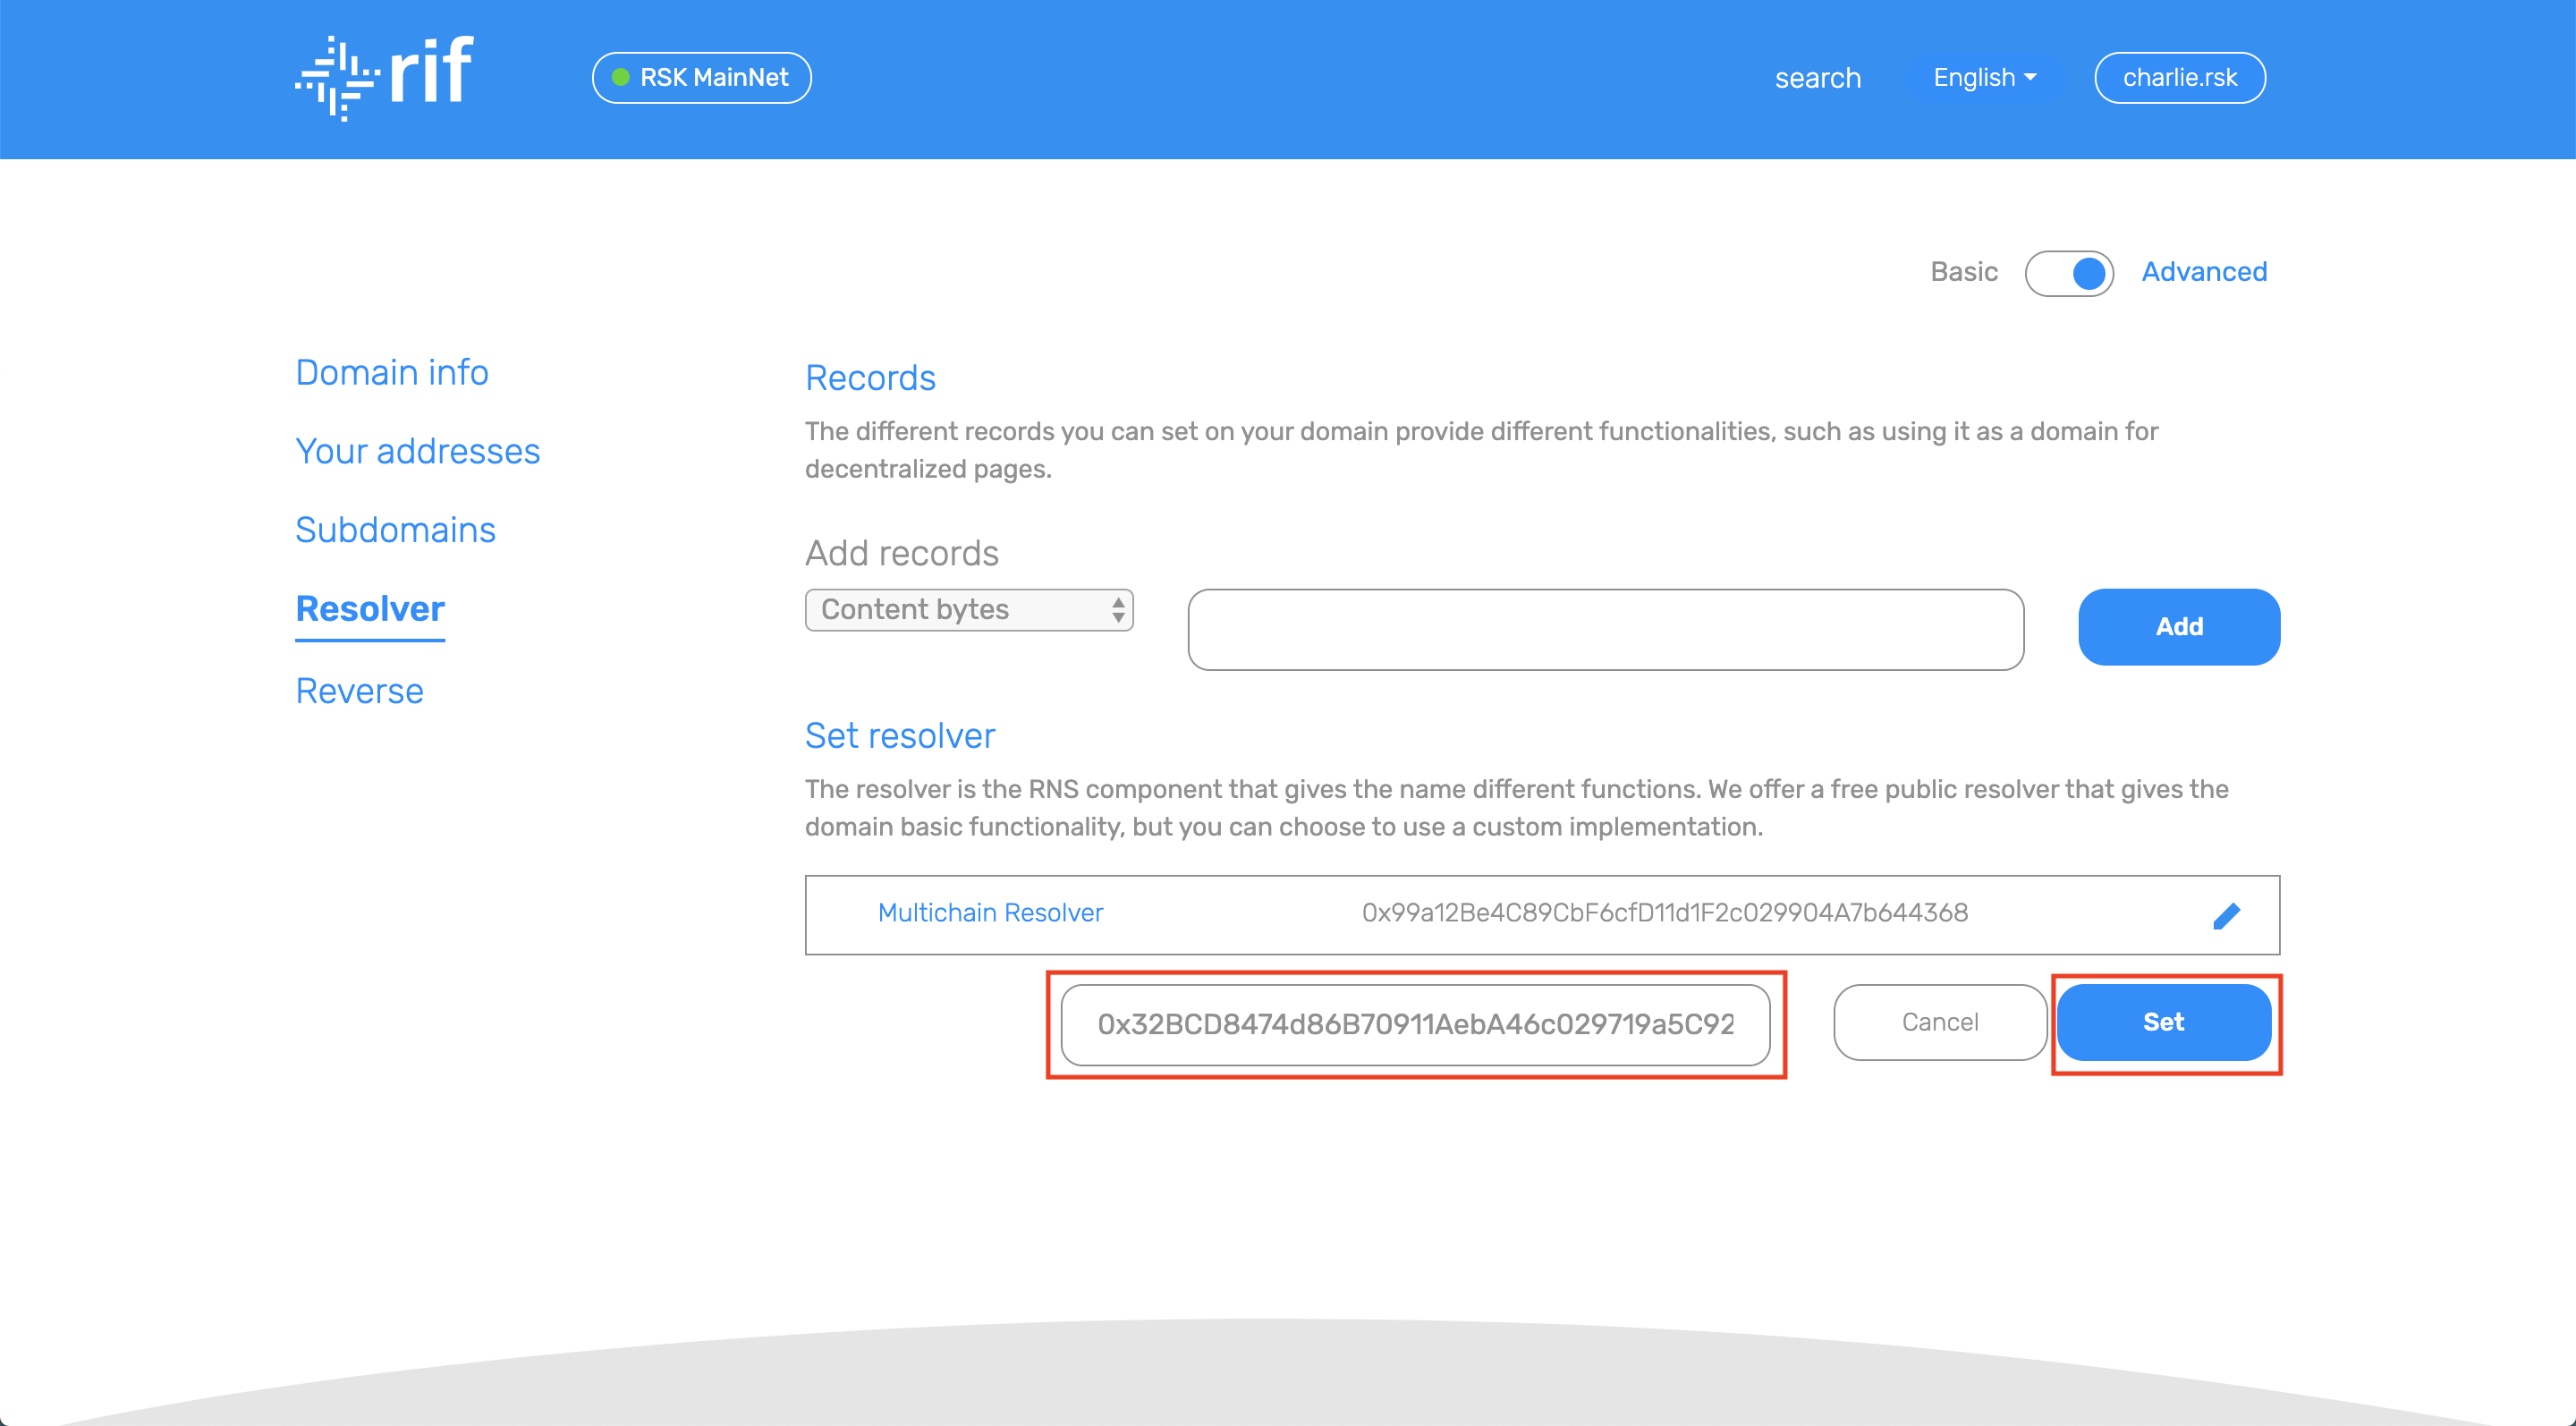 rif
RSK MainNet
search
English
charlie.rsk
Basic
Advanced
Domain info
Your addresses
Subdomains
Resolver
Reverse
Records
The different records you can set on your domain provide different functionalities, such as using it as a domain for
decentralized pages.
Add records
Content bytes
Add
Set resolver
The resolver is the RNS component that gives the name different functions. We offer a free public resolver that gives the
domain basic functionality, but you can choose to use a custom implementation.
Multichain Resolver
0x99a12Be4C89CbF6cfD11d1F2c029904A7b644368
0x32BCD8474d86B70911AebA46c029719a5C92
Cancel
Set